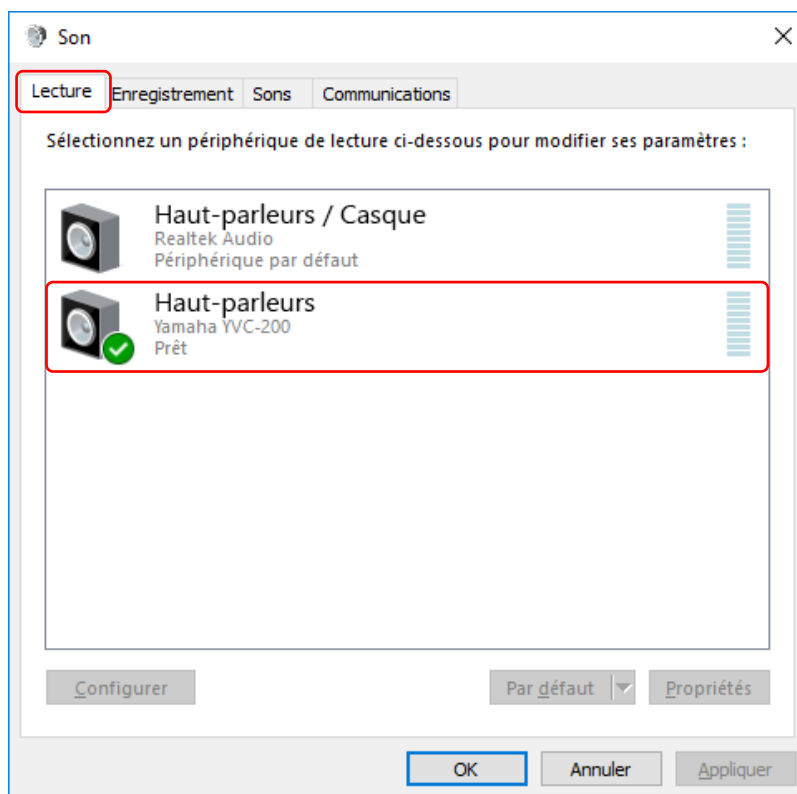 Son
Lecture Enregistrement Sons Communications
Sélectionnez un périphérique de lecture ci-dessous pour modifier ses paramètres :
Haut-parleurs / Casque
Realtek Audio
Périphérique par défaut
Haut-parleurs
Yamaha YVC-200
Prêt
Configurer Par défaut Propriétés
OK Annuler Appliquer